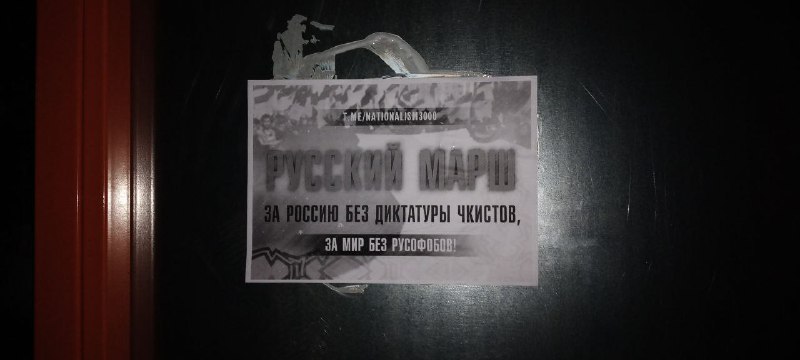 T.ME/NATIONALISM3000
РУССКИЙ МАРШ
ЗА РОССИЮ БЕЗ ДИКТАТУРЫ ЧКИСТОВ,
ЗА МИР БЕЗ РУСОФОБОВ!